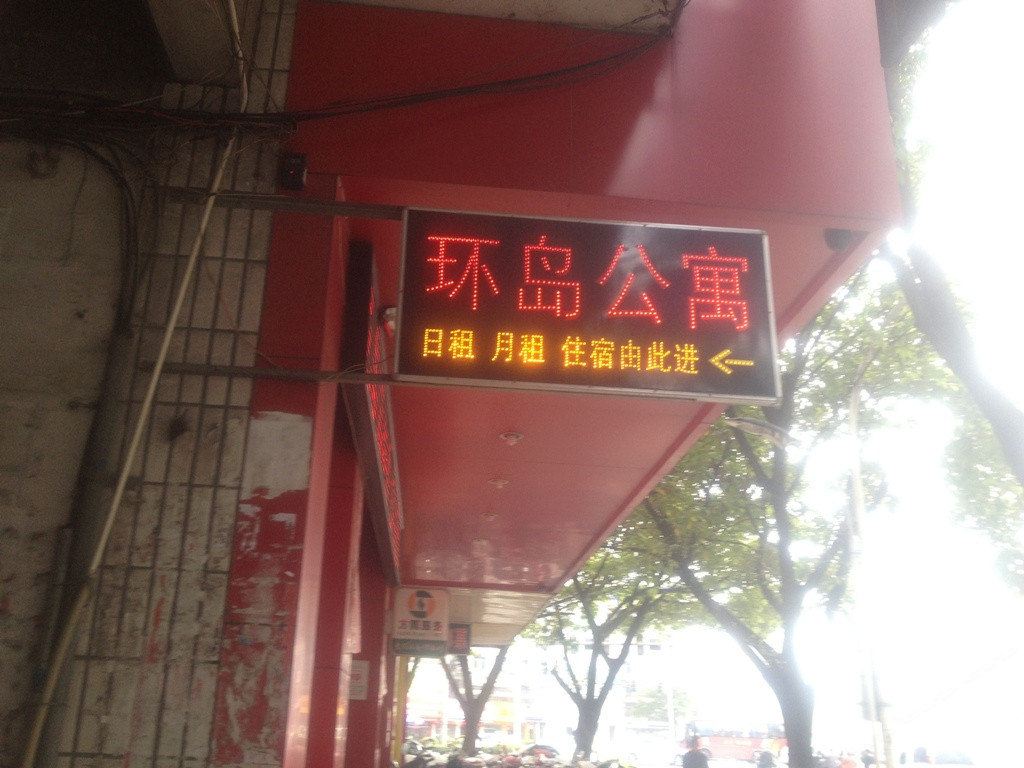 环岛公寓
日租 月租 住宿由此进 ←